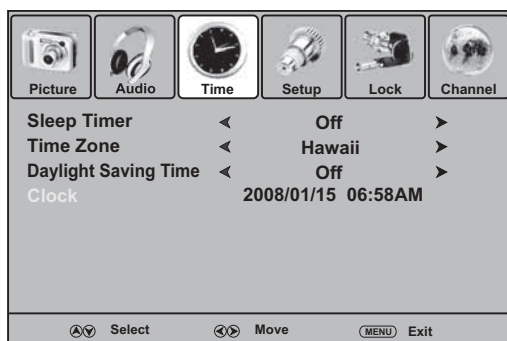 Picture Audio Time Setup Lock Channel
Sleep Timer Off
Time Zone Hawaii
Daylight Saving Time Off
Clock 2008/01/15 06:58AM
Select Move MENU Exit